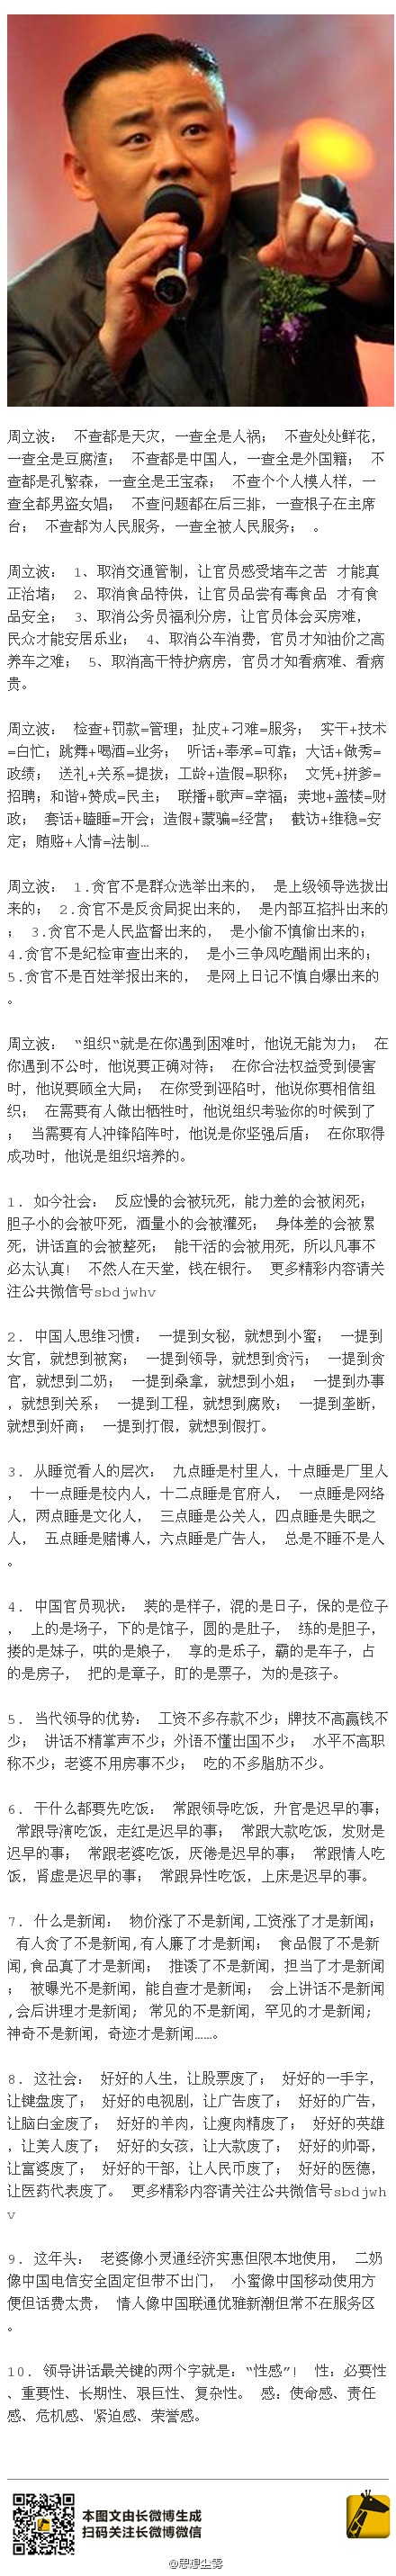 周立波： 不查都是天灾，一查全是人祸； 不查处处鲜花，
一查全是豆腐渣； 不查都是中国人，一查全是外国籍； 不
查都是孔繁森，一查全是王宝森； 不查个个人模人样，一
查全都男盗女娼； 不查问题都在后三排，一查根子在主席
台； 不查都为人民服务，一查全被人民服务； 。
周立波： 1、取消交通管制，让官员感受堵车之苦 才能真
正治堵； 2、取消食品特供，让官员品尝有毒食品 才有食
品安全； 3、取消公务员福利分房，让官员体会买房难，
民众才能安居乐业； 4、取消公车消费，官员才知油价之高
养车之难； 5、取消高干特护病房，官员才知看病难、看病
贵。
周立波： 检查+罚款=管理；扯皮+刁难=服务； 实干+技术
=白忙；跳舞+喝酒=业务； 听话+奉承=可靠；大话+做秀=
政绩； 送礼+关系=提拔；工龄+造假=职称； 文凭+拼爹=
招聘；和谐+赞成=民主； 联播+歌声=幸福；卖地+盖楼=财
政； 套话+瞌睡=开会；造假+蒙骗=经营； 截访+维稳=安
定；贿赂+人情=法制…
周立波： 1.贪官不是群众选举出来的， 是上级领导选拔出
来的； 2.贪官不是反贪局捉出来的， 是内部互掐抖出来的
； 3.贪官不是人民监督出来的， 是小偷不慎偷出来的；
4.贪官不是纪检审查出来的， 是小三争风吃醋闹出来的；
5.贪官不是百姓举报出来的， 是网上日记不慎自爆出来的
。
周立波： “组织“就是在你遇到困难时，他说无能为力； 在
你遇到不公时，他说要正确对待； 在你合法权益受到侵害
时，他说要顾全大局； 在你受到诬陷时，他说你要相信组
织； 在需要有人做出牺牲时，他说组织考验你的时候到了
； 当需要有人冲锋陷阵时，他说是你坚强后盾； 在你取得
成功时，他说是组织培养的。
1. 如今社会： 反应慢的会被玩死，能力差的会被闲死；
胆子小的会被吓死，酒量小的会被灌死； 身体差的会被累
死，讲话直的会被整死； 能干活的会被用死，所以凡事不
必太认真! 不然人在天堂，钱在银行。 更多精彩内容请关
注公共微信号sbdjwhv
2. 中国人思维习惯： 一提到女秘，就想到小蜜； 一提到
女官，就想到被窝； 一提到领导，就想到贪污； 一提到贪
官，就想到二奶； 一提到桑拿，就想到小姐； 一提到办事
，就想到关系； 一提到工程，就想到腐败； 一提到垄断，
就想到奸商； 一提到打假，就想到假打。
3. 从睡觉看人的层次： 九点睡是村里人，十点睡是厂里人
， 十一点睡是校内人，十二点睡是官府人， 一点睡是网络
人，两点睡是文化人， 三点睡是公关人，四点睡是失眠之
人， 五点睡是赌博人，六点睡是广告人， 总是不睡不是人
。
4. 中国官员现状： 装的是样子，混的是日子，保的是位子
， 上的是场子，下的是馆子，圆的是肚子， 练的是胆子，
搂的是妹子，哄的是娘子， 享的是乐子，霸的是车子，占
的是房子， 把的是章子，盯的是票子，为的是孩子。
5. 当代领导的优势： 工资不多存款不少；牌技不高赢钱不
少； 讲话不精掌声不少；外语不懂出国不少； 水平不高职
称不少；老婆不用房事不少； 吃的不多脂肪不少。
6. 干什么都要先吃饭： 常跟领导吃饭，升官是迟早的事；
常跟导演吃饭，走红是迟早的事； 常跟大款吃饭，发财是
迟早的事； 常跟老婆吃饭，厌倦是迟早的事； 常跟情人吃
饭，肾虚是迟早的事； 常跟异性吃饭，上床是迟早的事。
7. 什么是新闻： 物价涨了不是新闻,工资涨了才是新闻；
有人贪了不是新闻,有人廉了才是新闻； 食品假了不是新
闻,食品真了才是新闻； 推诿了不是新闻，担当了才是新闻
； 被曝光不是新闻，能自查才是新闻； 会上讲话不是新闻
,会后讲理才是新闻; 常见的不是新闻，罕见的才是新闻;
神奇不是新闻，奇迹才是新闻……。
8. 这社会： 好好的人生，让股票废了； 好好的一手字，
让键盘废了； 好好的电视剧，让广告废了； 好好的广告，
让脑白金废了； 好好的羊肉，让瘦肉精废了； 好好的英雄
，让美人废了； 好好的女孩，让大款废了； 好好的帅哥，
让富婆废了； 好好的干部，让人民币废了； 好好的医德，
让医药代表废了。 更多精彩内容请关注公共微信号sbdjwh
v
9. 这年头： 老婆像小灵通经济实惠但限本地使用， 二奶
像中国电信安全固定但带不出门， 小蜜像中国移动使用方
便但话费太贵， 情人像中国联通优雅新潮但常不在服务区
。
10. 领导讲话最关键的两个字就是：“性感”! 性：必要性
、重要性、长期性、艰巨性、复杂性。 感：使命感、责任
感、危机感、紧迫感、荣誉感。
本图文由长微博生成
扫码关注长微博微信
@思想尘雾